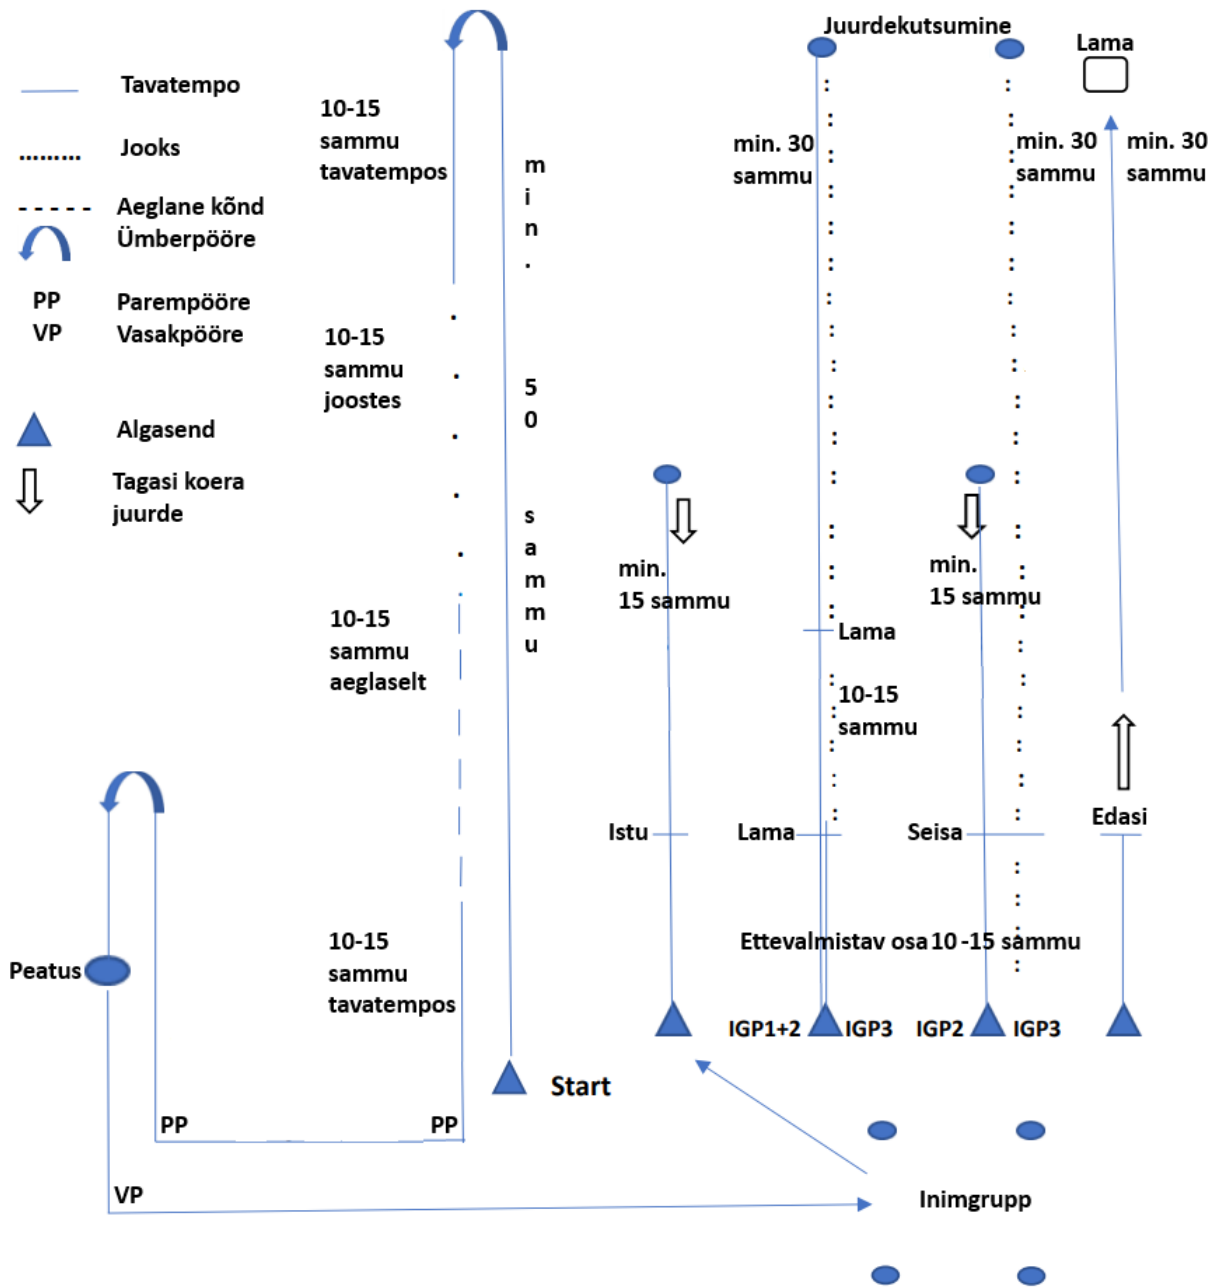 Tavatempo
Jooks
Aeglane kõnd
Ümberpööre
PP Parempööre
VP Vasakpööre
Algasend
Tagasi koera
juurde
10-15
sammu
tavatempos
10-15
sammu
joostes
10-15
sammu
aeglaselt
10-15
sammu
tavatempos
min. 50 sammu
Start
PP
PP
VP
Peatus
Juurdekutsumine
Lama
min. 30
sammu
min. 30
sammu
min. 30
sammu
min.
15 sammu
min.
15 sammu
Lama
10-15
sammu
Istu
Lama
Seisa
Edasi
Ettevalmistav osa 10 -15 sammu
IGP1+2
IGP3
IGP2
IGP3
Inimgrupp